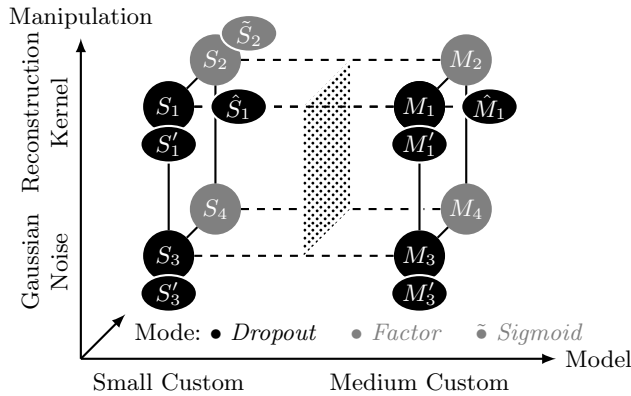 Manipulation
Reconstruction
Kernel
Gaussian
Noise
S̃₂
S₂
M₂
S₁
Ŝ₁
M₁
M̂₁
S′₁
M′₁
S₄
M₄
S₃
M₃
S′₃
M′₃
Mode: ● Dropout ● Factor ~● Sigmoid
Model
Small Custom
Medium Custom